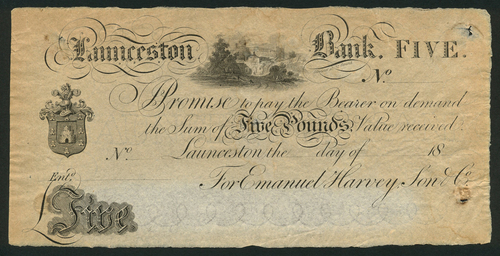 Launceston Bank. FIVE.
No
I Promise to pay the Bearer on demand
the Sum of Five Pounds Value received.
No Launceston the day of 18
For Emanuel Harvey, Son & Co
Entd
£Five